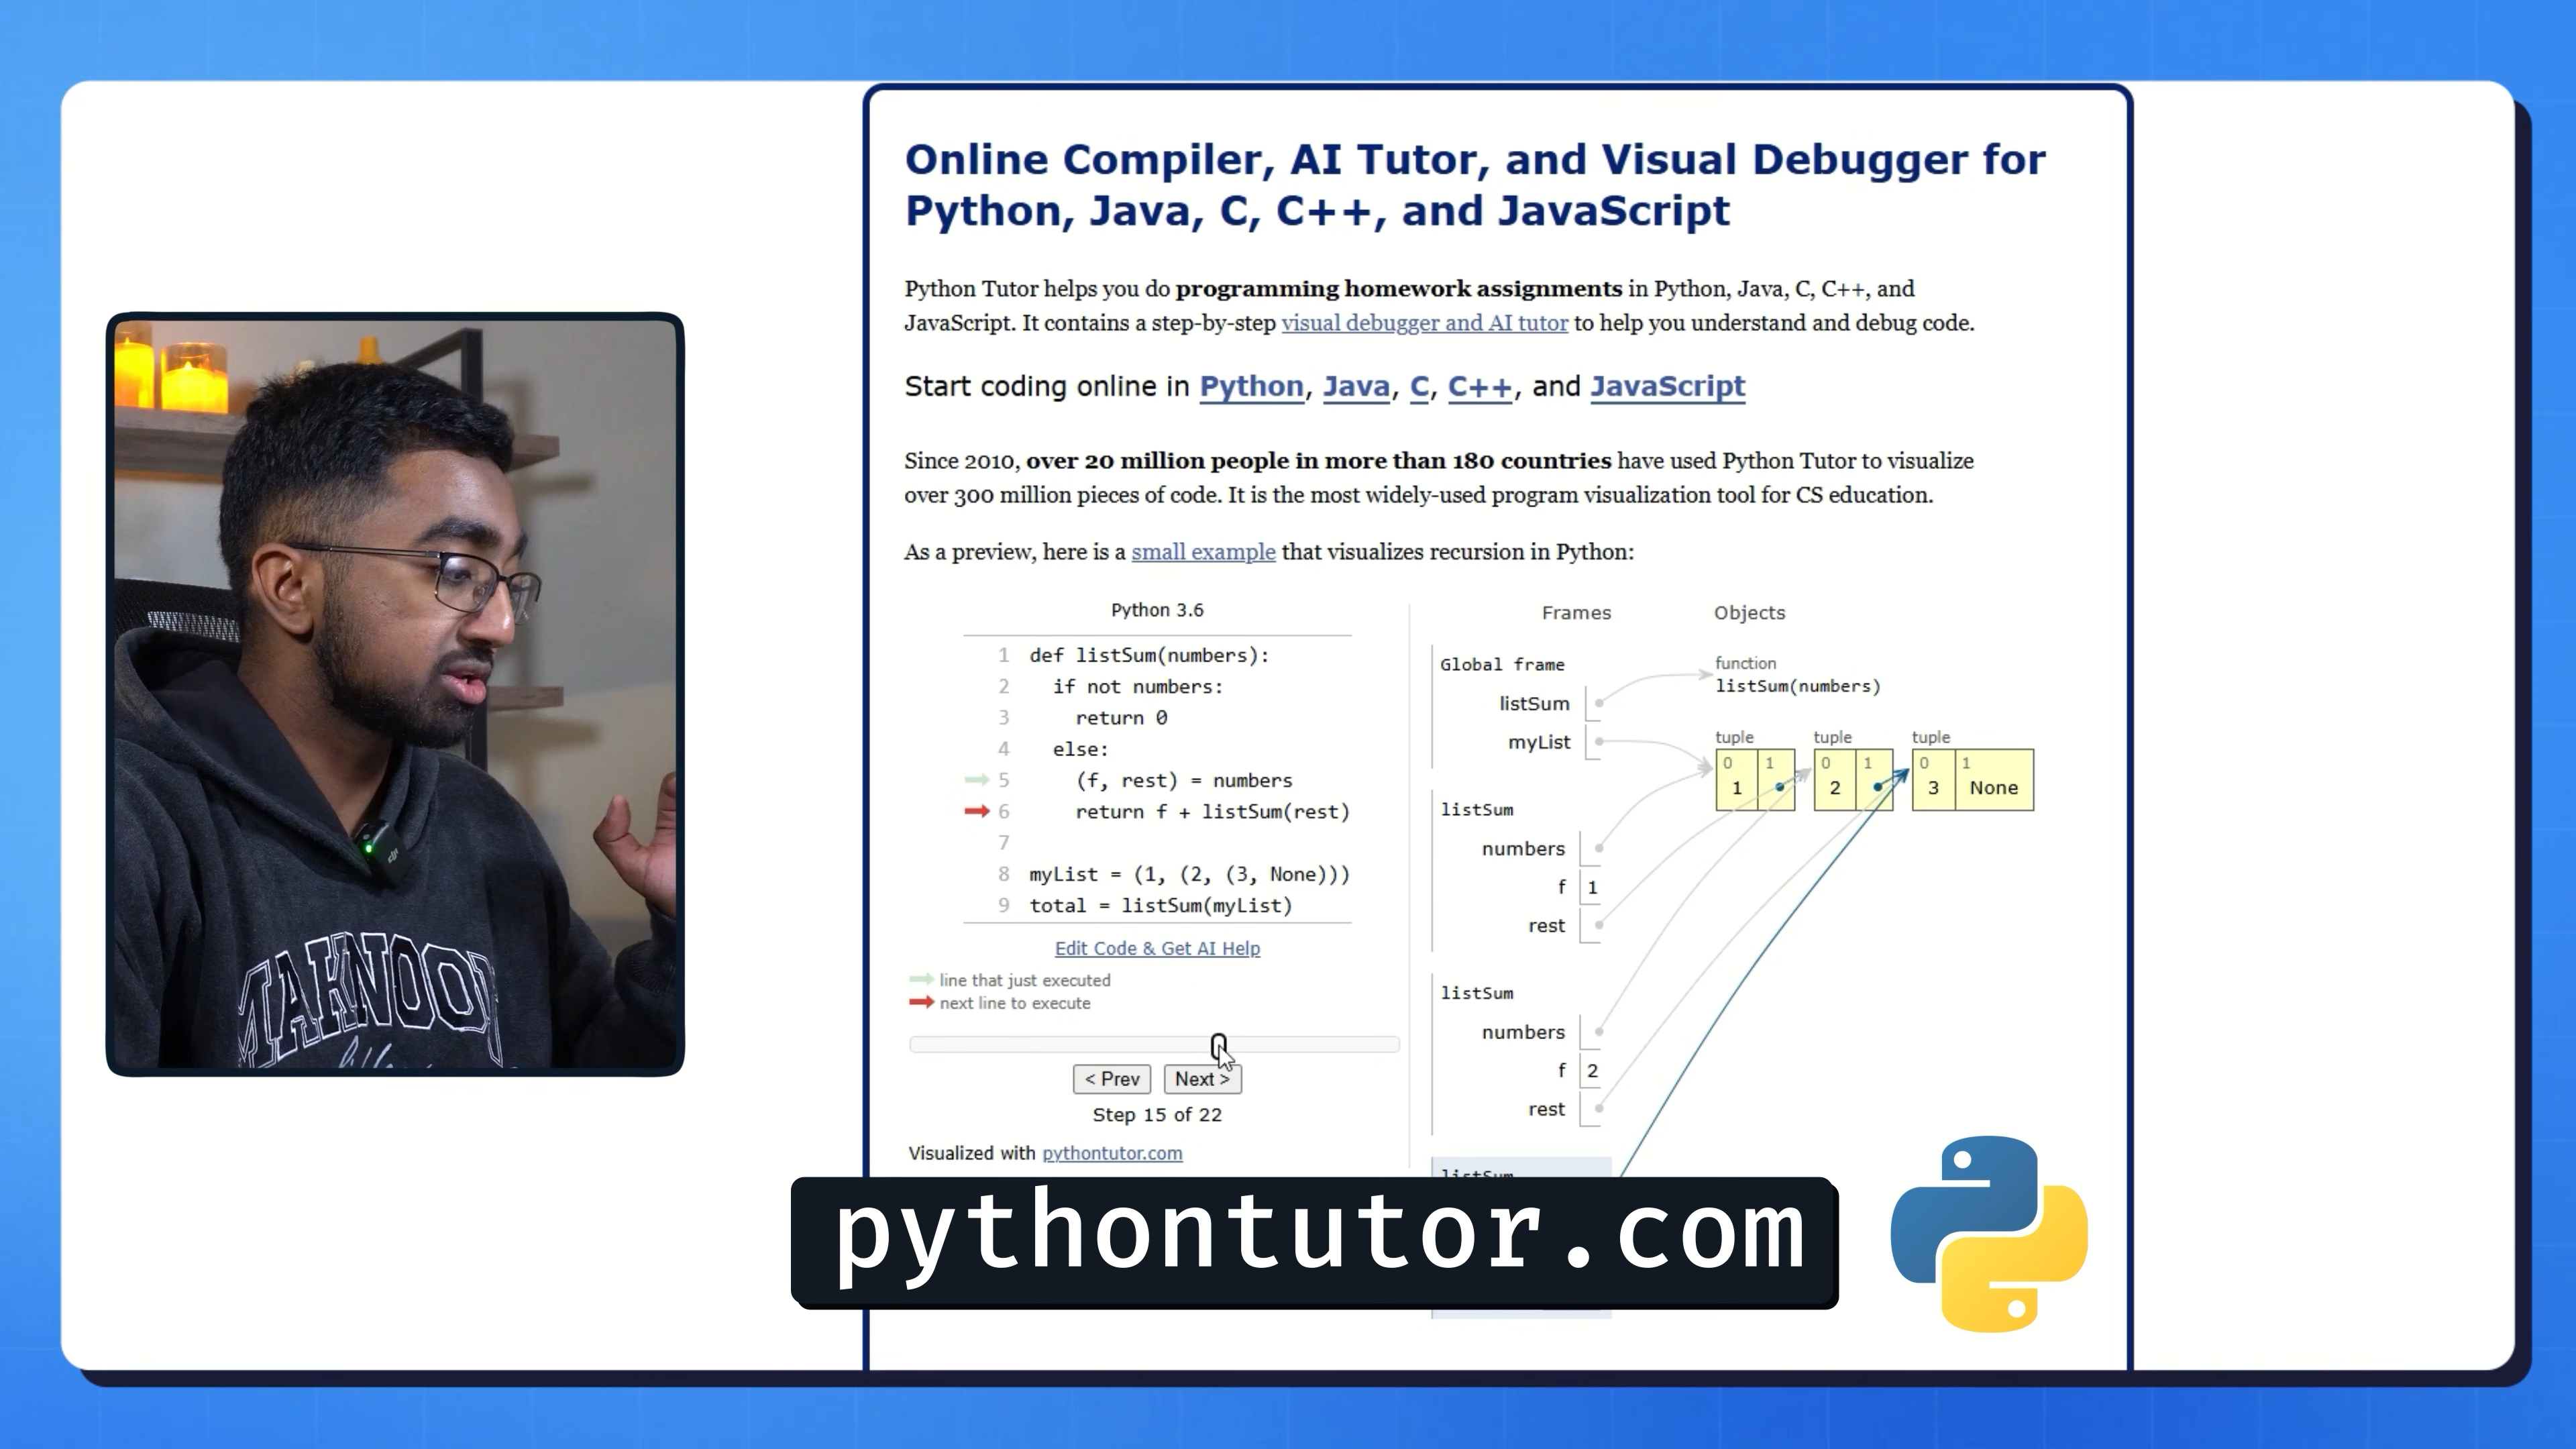 Online Compiler, AI Tutor, and Visual Debugger for
Python, Java, C, C++, and JavaScript
Python Tutor helps you do programming homework assignments in Python, Java, C, C++, and
JavaScript. It contains a step-by-step visual debugger and AI tutor to help you understand and debug code.
Start coding online in Python, Java, C, C++, and JavaScript
Since 2010, over 20 million people in more than 180 countries have used Python Tutor to visualize
over 300 million pieces of code. It is the most widely-used program visualization tool for CS education.
As a preview, here is a small example that visualizes recursion in Python:
Python 3.6
1 def listSum(numbers):
2 if not numbers:
3 return 0
4 else:
5 (f, rest) = numbers
6 return f + listSum(rest)
7
8 myList = (1, (2, (3, None)))
9 total = listSum(myList)
Edit Code & Get AI Help
line that just executed
next line to execute
< Prev Next >
Step 15 of 22
Visualized with pythontutor.com
Frames Objects
Global frame
listSum
myList
function
listSum(numbers)
tuple tuple tuple
0 1 0 1 0 1
1 2 3 None
listSum
numbers
f 1
rest
listSum
numbers
f 2
rest
listSum
pythontutor.com
MAKNOON
dji